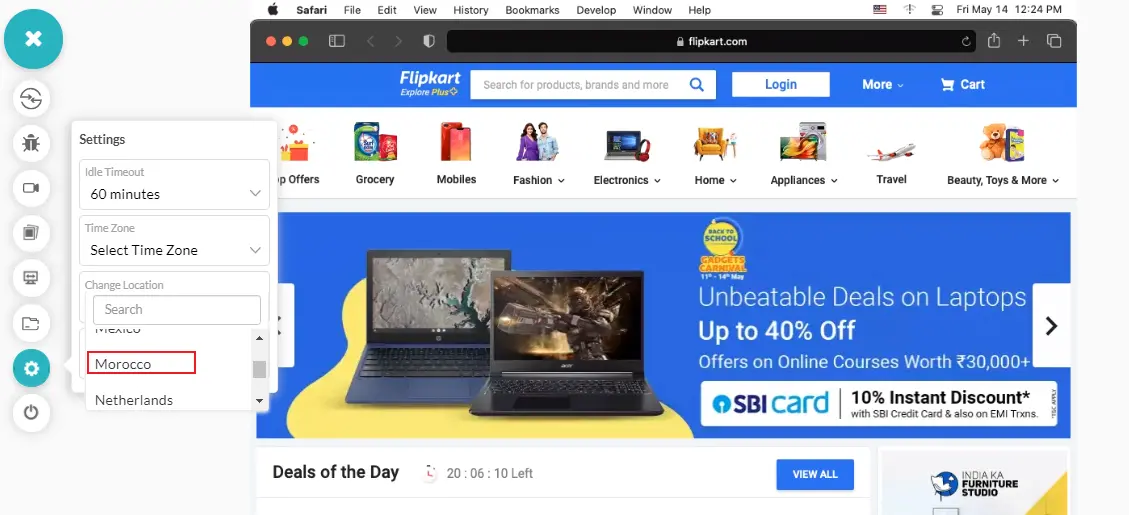 Safari File Edit View History Bookmarks Develop Window Help Fri May 14 12:24 PM
flipkart.com
Flipkart
Explore Plus
Search for products, brands and more
Login
More
Cart
Settings
Idle Timeout
60 minutes
Time Zone
Select Time Zone
Change Location
Search
Mexico
Morocco
Netherlands
p Offers
Grocery
Mobiles
Fashion
Electronics
Home
Appliances
Travel
Beauty, Toys & More
BACK TO
SCHOOL
GADGETS
CARNIVAL
11th - 14th May
Unbeatable Deals on Laptops
Up to 40% Off
Offers on Online Courses Worth ₹30,000+
SBI card
10% Instant Discount*
with SBI Credit Card & also on EMI Trxns.
*T&C APPLY
acer
Deals of the Day
20 : 06 : 10 Left
VIEW ALL
INDIA KA
FURNITURE
STUDIO